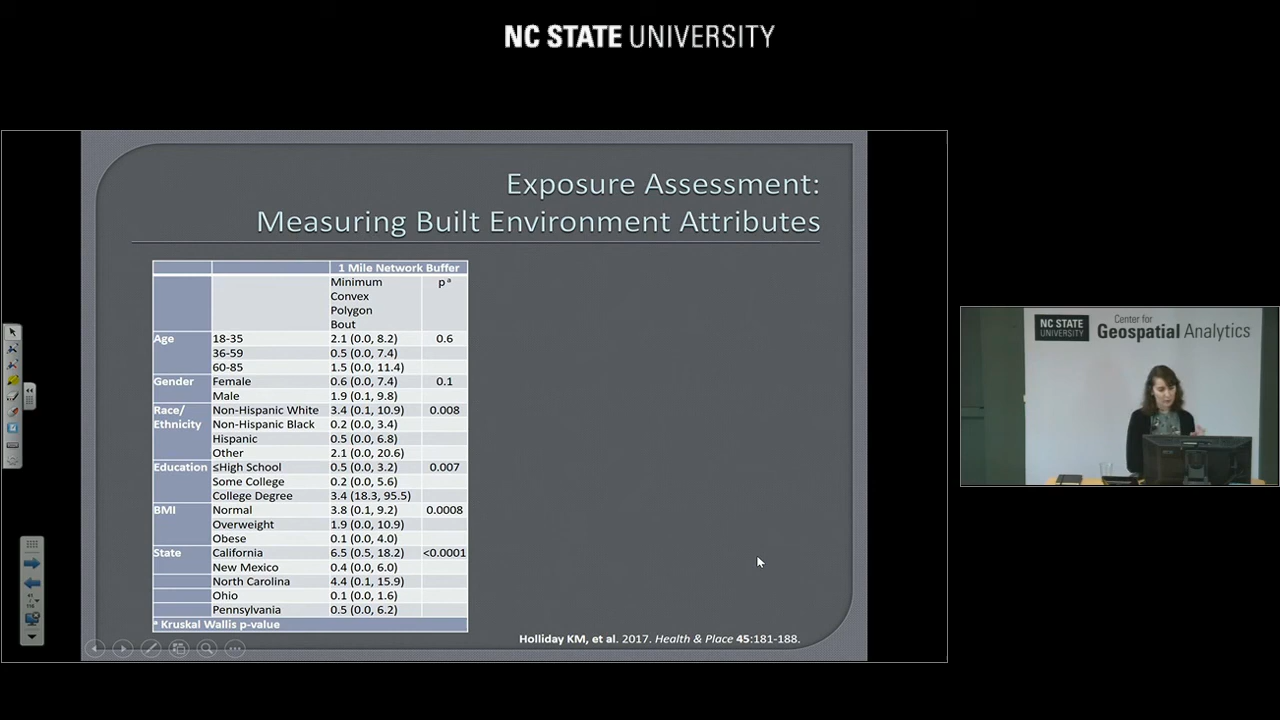 NC STATE UNIVERSITY
Exposure Assessment:
Measuring Built Environment Attributes
1 Mile Network Buffer
Minimum Convex Polygon Bout
p ª
Age 18-35 2.1 (0.0, 8.2) 0.6
36-59 0.5 (0.0, 7.4)
60-85 1.5 (0.0, 11.4)
Gender Female 0.6 (0.0, 7.4) 0.1
Male 1.9 (0.1, 9.8)
Race/ Ethnicity Non-Hispanic White 3.4 (0.1, 10.9) 0.008
Non-Hispanic Black 0.2 (0.0, 3.4)
Hispanic 0.5 (0.0, 6.8)
Other 2.1 (0.0, 20.6)
Education ≤High School 0.5 (0.0, 3.2) 0.007
Some College 0.2 (0.0, 5.6)
College Degree 3.4 (18.3, 95.5)
BMI Normal 3.8 (0.1, 9.2) 0.0008
Overweight 1.9 (0.0, 10.9)
Obese 0.1 (0.0, 4.0)
State California 6.5 (0.5, 18.2) <0.0001
New Mexico 0.4 (0.0, 6.0)
North Carolina 4.4 (0.1, 15.9)
Ohio 0.1 (0.0, 1.6)
Pennsylvania 0.5 (0.0, 6.2)
ª Kruskal Wallis p-value
Holliday KM, et al. 2017. Health & Place 45:181-188.
NC STATE UNIVERSITY
Center for
Geospatial Analytics